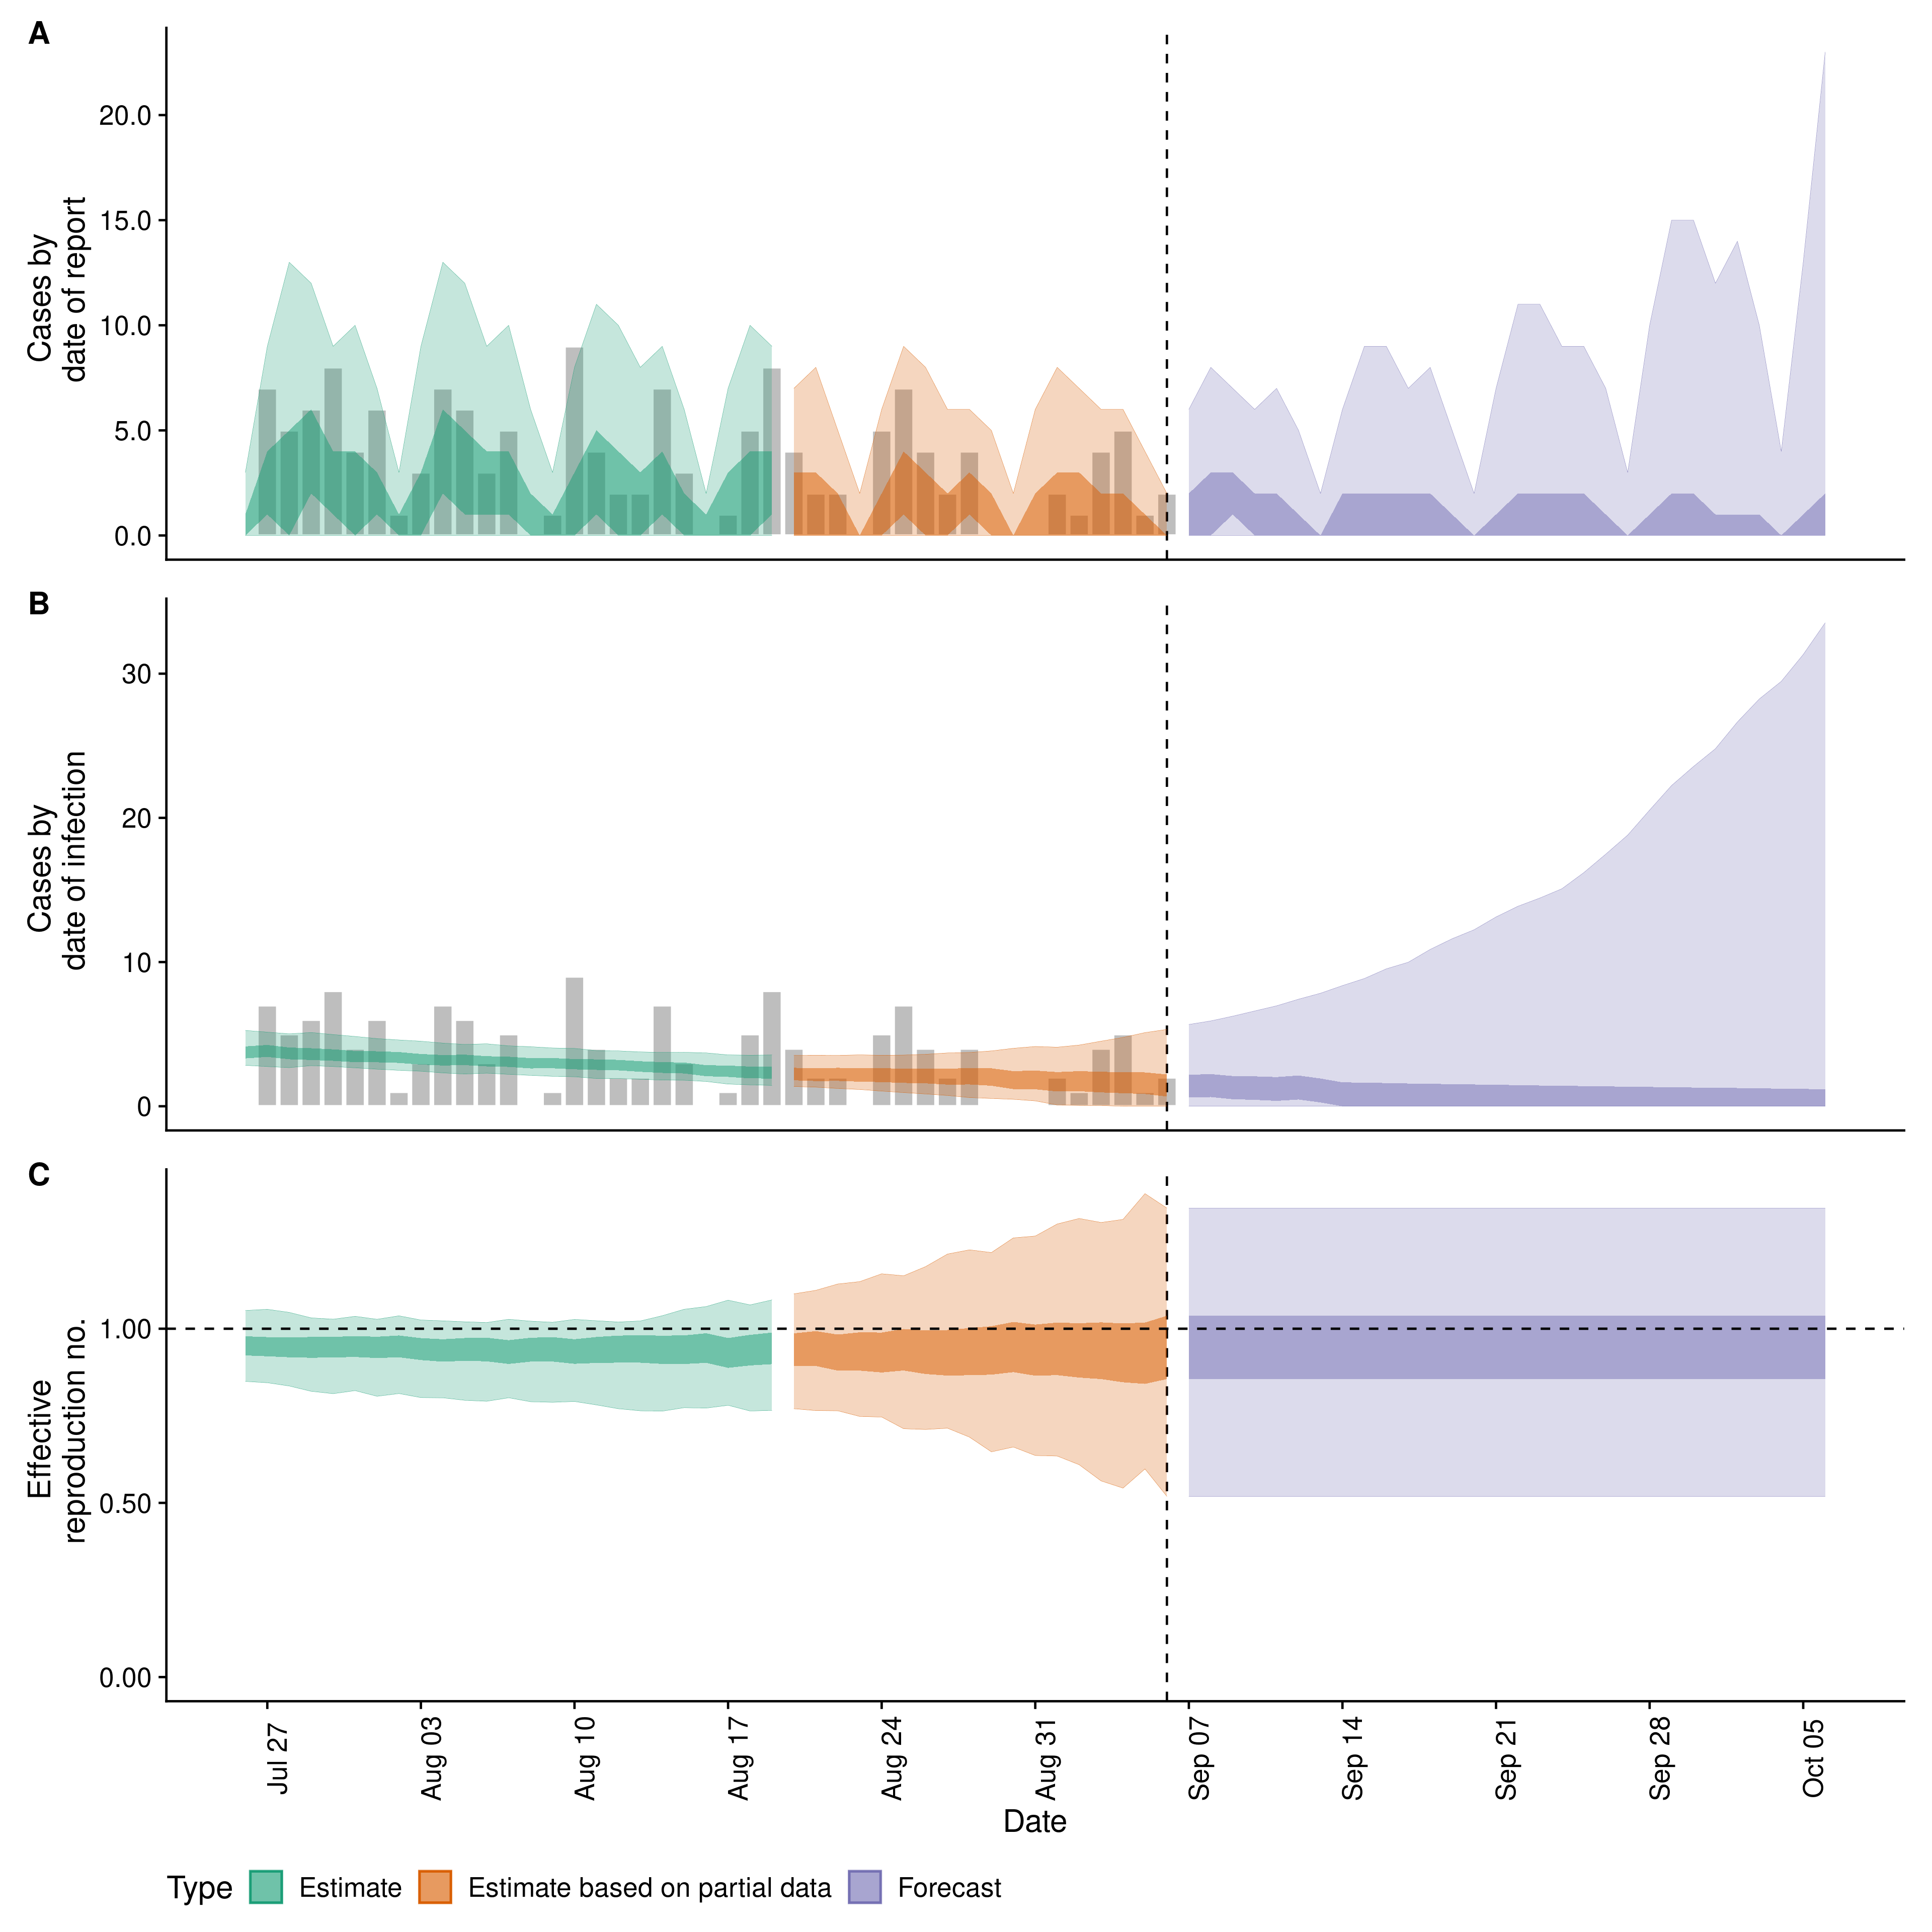 A
Cases by
date of report
20.0
15.0
10.0
5.0
0.0
B
Cases by
date of infection
30
20
10
0
C
Effective
reproduction no.
1.00
0.50
0.00
Jul 27
Aug 03
Aug 10
Aug 17
Aug 24
Aug 31
Sep 07
Sep 14
Sep 21
Sep 28
Oct 05
Date
Type Estimate Estimate based on partial data Forecast